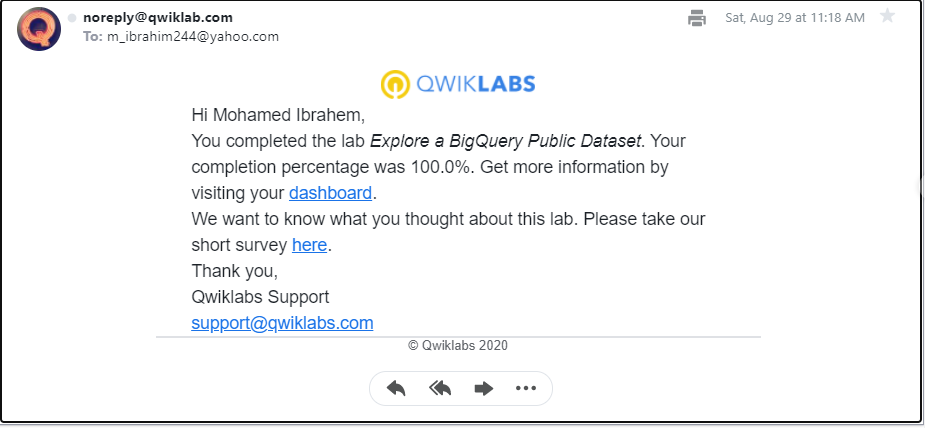 noreply@qwiklab.com
Sat, Aug 29 at 11:18 AM
To: m_ibrahim244@yahoo.com
QWIKLABS
Hi Mohamed Ibrahem,
You completed the lab Explore a BigQuery Public Dataset. Your
completion percentage was 100.0%. Get more information by
visiting your dashboard.
We want to know what you thought about this lab. Please take our
short survey here.
Thank you,
Qwiklabs Support
support@qwiklabs.com
© Qwiklabs 2020